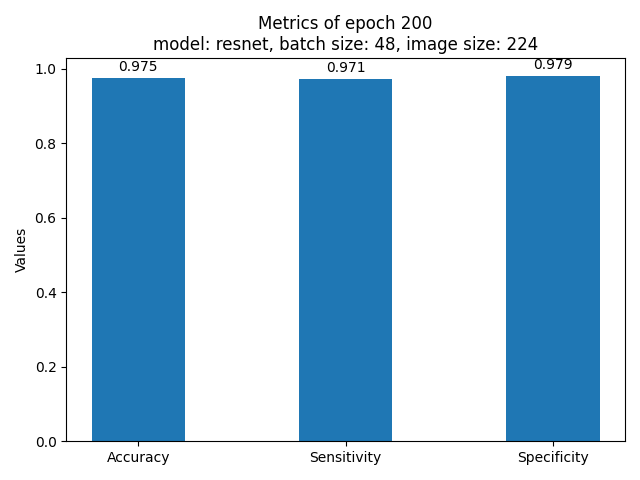 Metrics of epoch 200
model: resnet, batch size: 48, image size: 224
0.975
0.971
0.979
1.0
0.8
0.6
0.4
0.2
0.0
Values
Accuracy
Sensitivity
Specificity